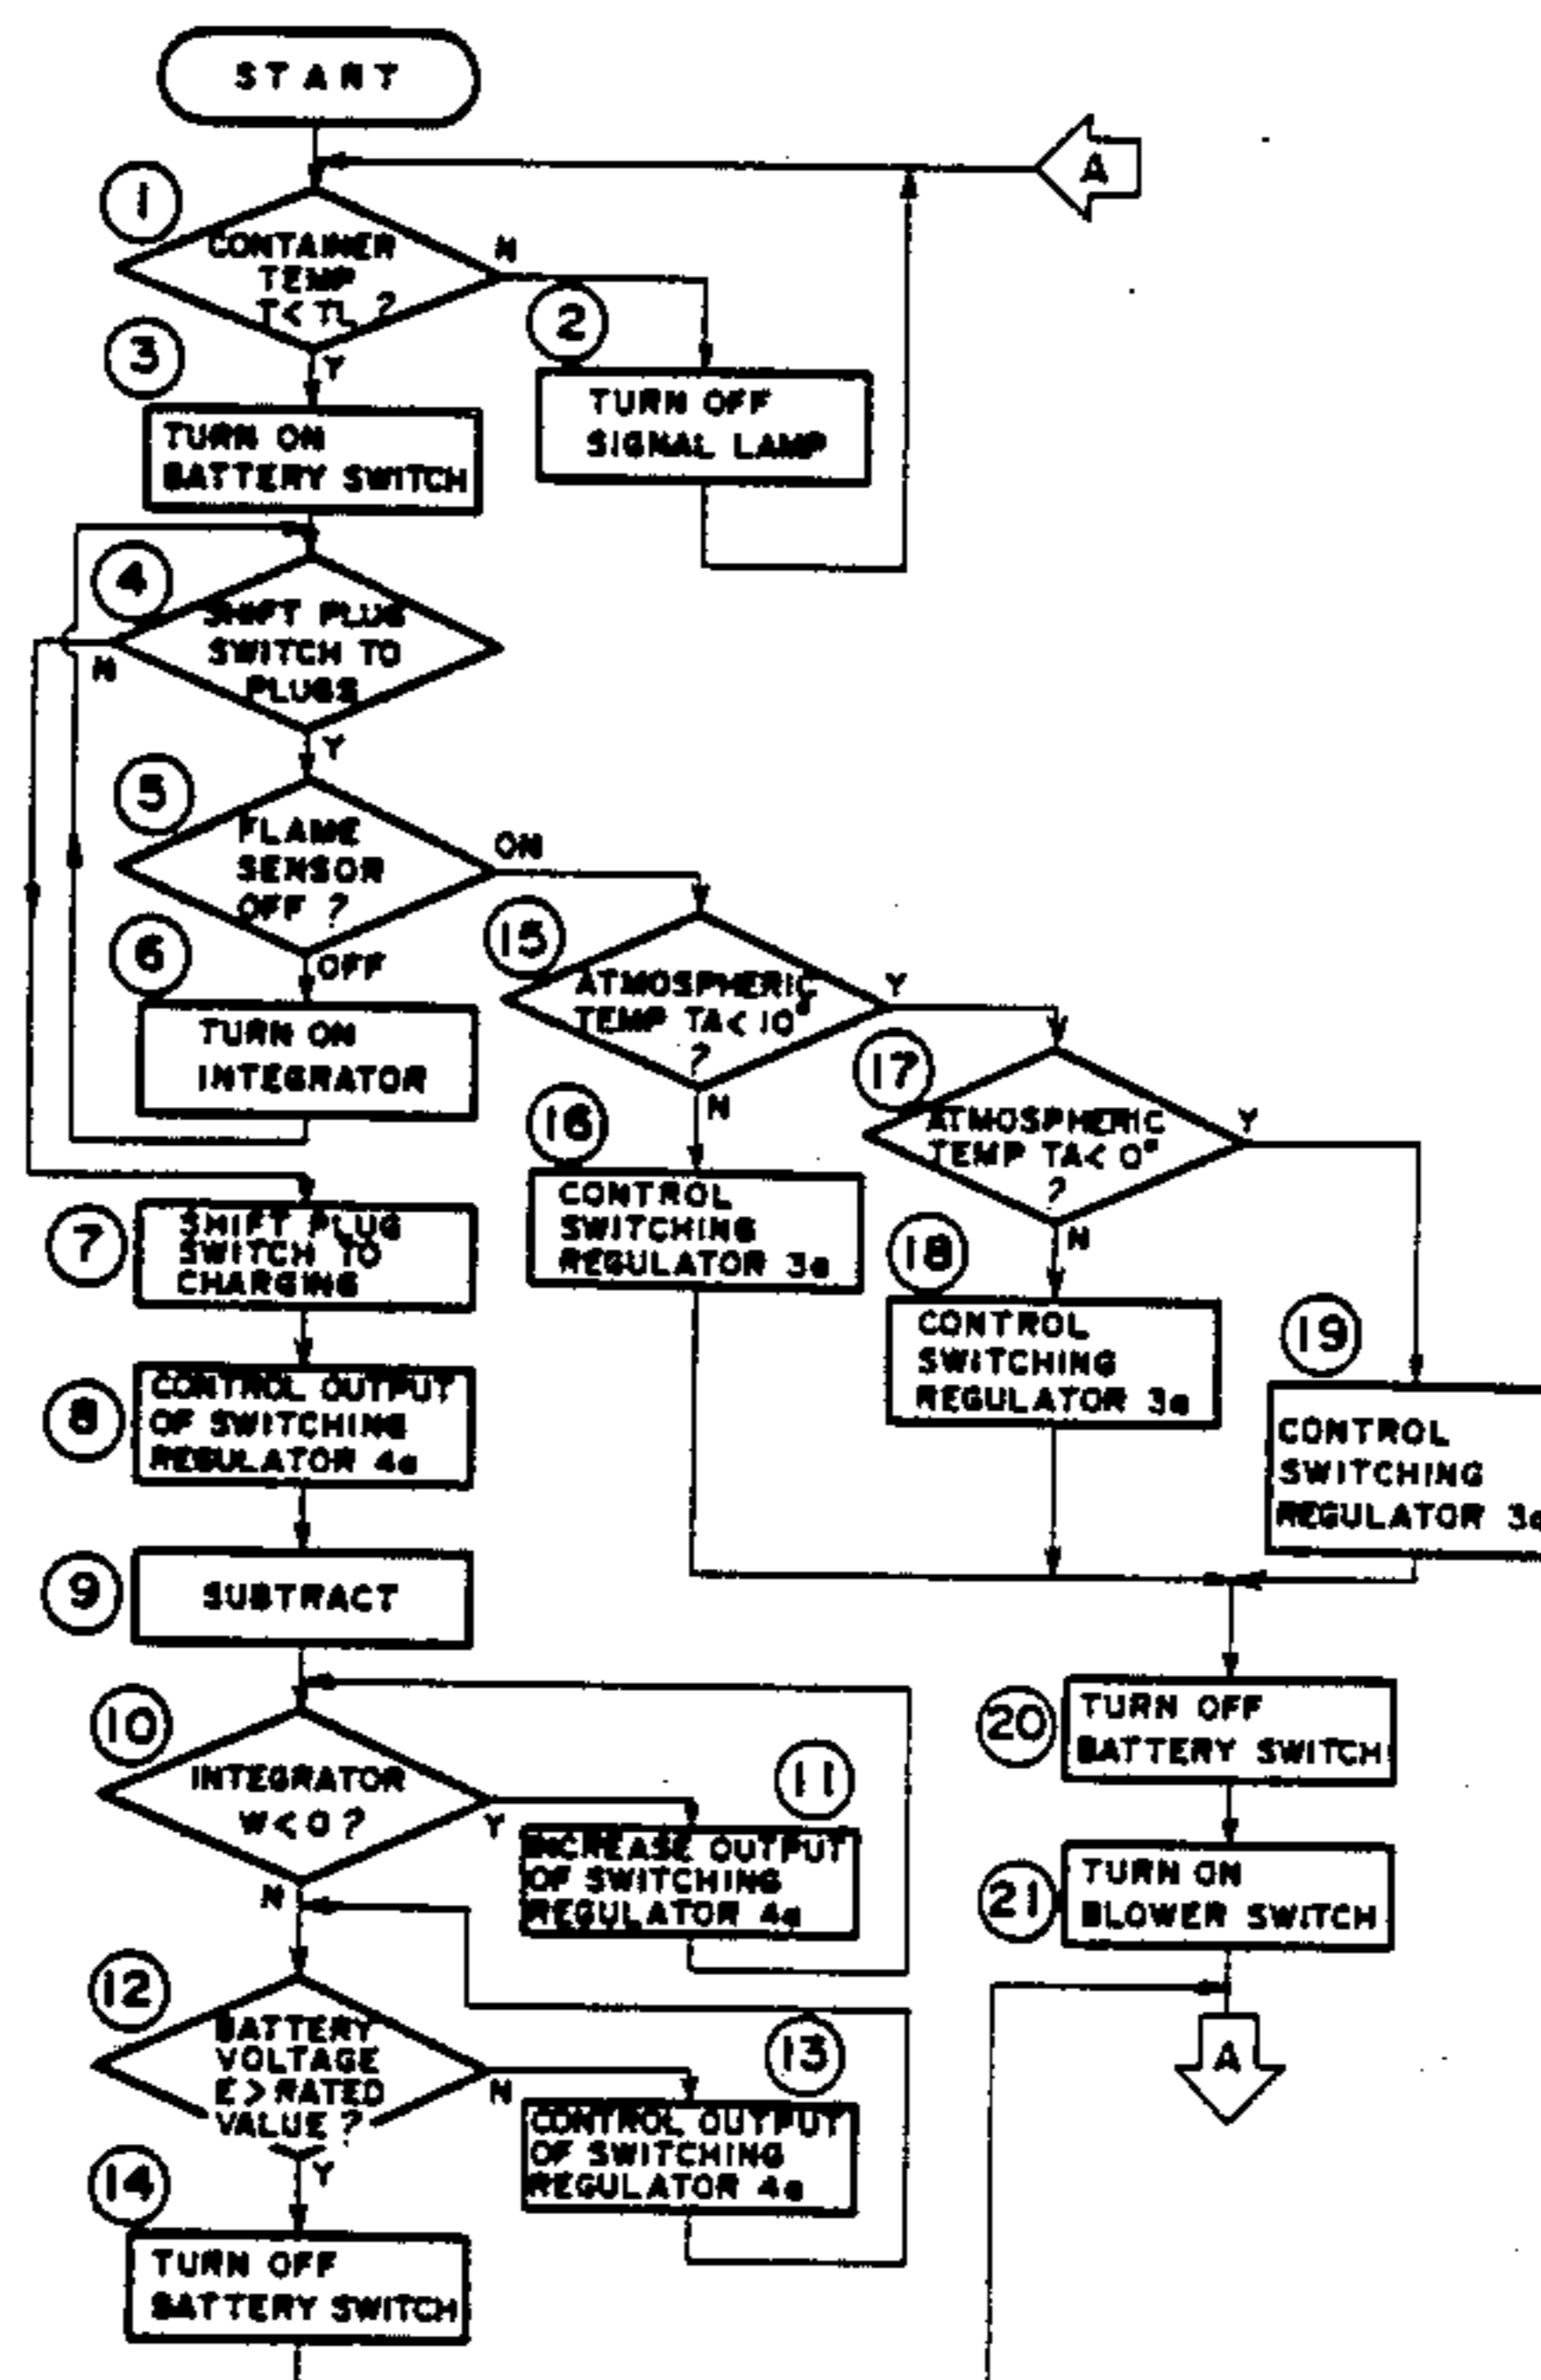 START
A
1
CONTAINER
TEMP
T< TL ?
N
Y
2
TURN OFF
SIGNAL LAMP
3
TURN ON
BATTERY SWITCH
4
SHIFT PLUG
SWITCH TO
PLUGS
N
Y
5
FLAME
SENSOR
OFF ?
ON
OFF
6
TURN ON
INTEGRATOR
7
SHIFT PLUG
SWITCH TO
CHARGING
8
CONTROL OUTPUT
OF SWITCHING
REGULATOR 4a
9
SUBTRACT
10
INTEGRATOR
W<0?
Y
N
11
INCREASE OUTPUT
OF SWITCHING
REGULATOR 4a
12
BATTERY
VOLTAGE
E>RATED
VALUE ?
N
Y
13
CONTROL OUTPUT
OF SWITCHING
REGULATOR 4a
14
TURN OFF
BATTERY SWITCH
15
ATMOSPHERIC
TEMP TA< 10°
?
Y
N
16
CONTROL
SWITCHING
REGULATOR 3a
17
ATMOSPHERIC
TEMP TA< 0°
?
Y
N
18
CONTROL
SWITCHING
REGULATOR 3a
19
CONTROL
SWITCHING
REGULATOR 3a
20
TURN OFF
BATTERY SWITCH
21
TURN ON
BLOWER SWITCH
A